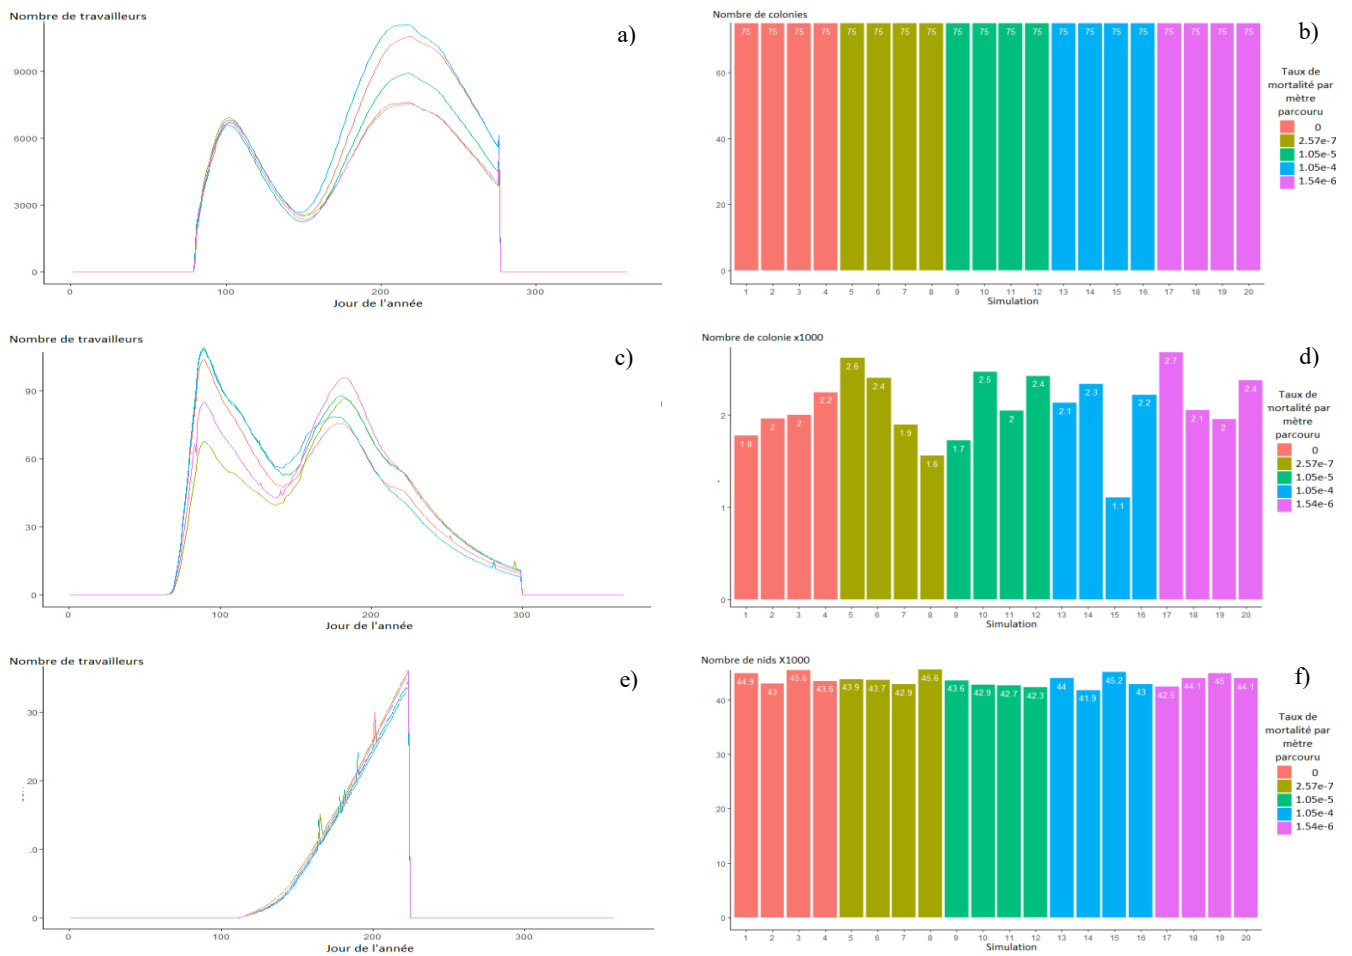 Nombre de travailleurs
a)
9000
6000
3000
0
0 100 200 300
Jour de l'année
Nombre de colonies
b)
60
40
20
0
75 75 75 75 75 75 75 75 75 75 75 75 75 75 75 75 75 75 75 75
1 2 3 4 5 6 7 8 9 10 11 12 13 14 15 16 17 18 19 20
Simulation
Taux de
mortalité par
mètre
parcouru
0
2.57e-7
1.05e-5
1.05e-4
1.54e-6
Nombre de travailleurs
c)
90
60
30
0
0 100 200 300
Jour de l'année
Nombre de colonie x1000
d)
2
1
0
1.8 2 2 2.2 2.6 2.4 1.9 1.6 1.7 2.5 2 2.4 2.1 2.3 1.1 2.2 2.7 2.1 2 2.4
1 2 3 4 5 6 7 8 9 10 11 12 13 14 15 16 17 18 19 20
Simulation
Taux de
mortalité par
mètre
parcouru
0
2.57e-7
1.05e-5
1.05e-4
1.54e-6
Nombre de travailleurs
e)
30
20
.0
0
0 100 200 300
Jour de l'année
Nombre de nids X1000
f)
40
30
20
10
0
44.9 43 45.6 43.6 43.9 43.7 42.9 45.6 43.6 42.9 42.7 42.3 44 41.9 45.2 43 42.5 44.1 45 44.1
1 2 3 4 5 6 7 8 9 10 11 12 13 14 15 16 17 18 19 20
Simulation
Taux de
mortalité par
mètre
parcouru
0
2.57e-7
1.05e-5
1.05e-4
1.54e-6